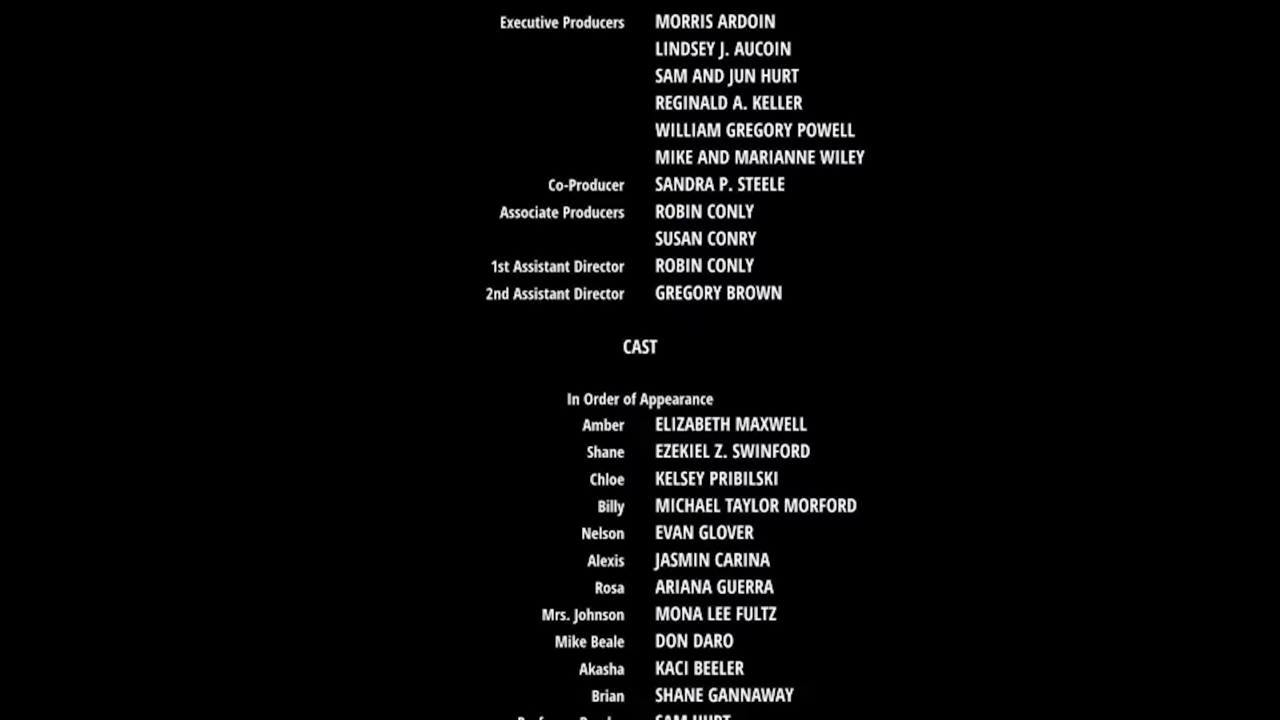 Executive Producers MORRIS ARDOIN
LINDSEY J. AUCOIN
SAM AND JUN HURT
REGINALD A. KELLER
WILLIAM GREGORY POWELL
MIKE AND MARIANNE WILEY
Co-Producer SANDRA P. STEELE
Associate Producers ROBIN CONLY
SUSAN CONRY
1st Assistant Director ROBIN CONLY
2nd Assistant Director GREGORY BROWN
CAST
In Order of Appearance
Amber ELIZABETH MAXWELL
Shane EZEKIEL Z. SWINFORD
Chloe KELSEY PRIBILSKI
Billy MICHAEL TAYLOR MORFORD
Nelson EVAN GLOVER
Alexis JASMIN CARINA
Rosa ARIANA GUERRA
Mrs. Johnson MONA LEE FULTZ
Mike Beale DON DARO
Akasha KACI BEELER
Brian SHANE GANNAWAY
SAM HURT